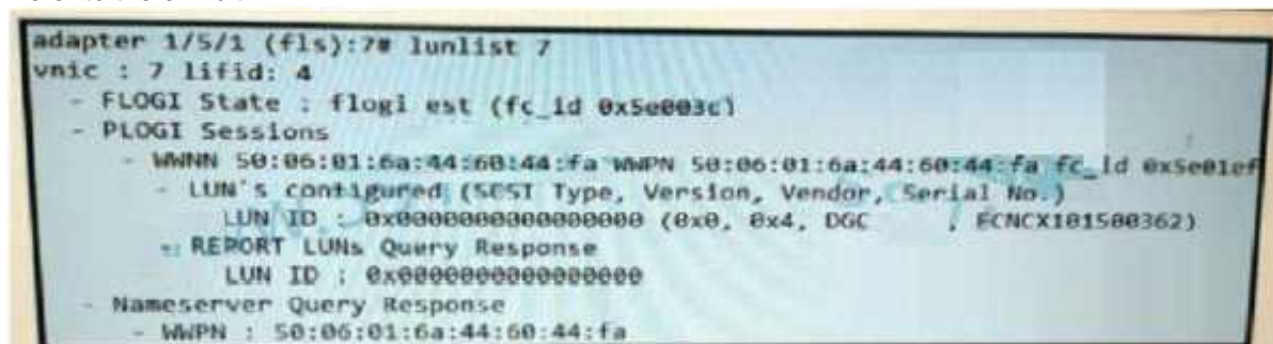 adapter 1/5/1 (fls):7# lunlist 7
vnic : 7 lifid: 4
- FLOGI State : flogi est (fc_id 0x5e003c)
- PLOGI Sessions
- WWNN 50:06:01:6a:44:60:44:fa WWPN 50:06:01:6a:44:60:44:fa fc_id 0x5e01ef
- LUN's configured (SCSI Type, Version, Vendor, Serial No.)
LUN ID : 0x0000000000000000 (0x0, 0x4, DGC , FCNCX101500362)
- REPORT LUNs Query Response
LUN ID : 0x0000000000000000
- Nameserver Query Response
- WWPN : 50:06:01:6a:44:60:44:fa